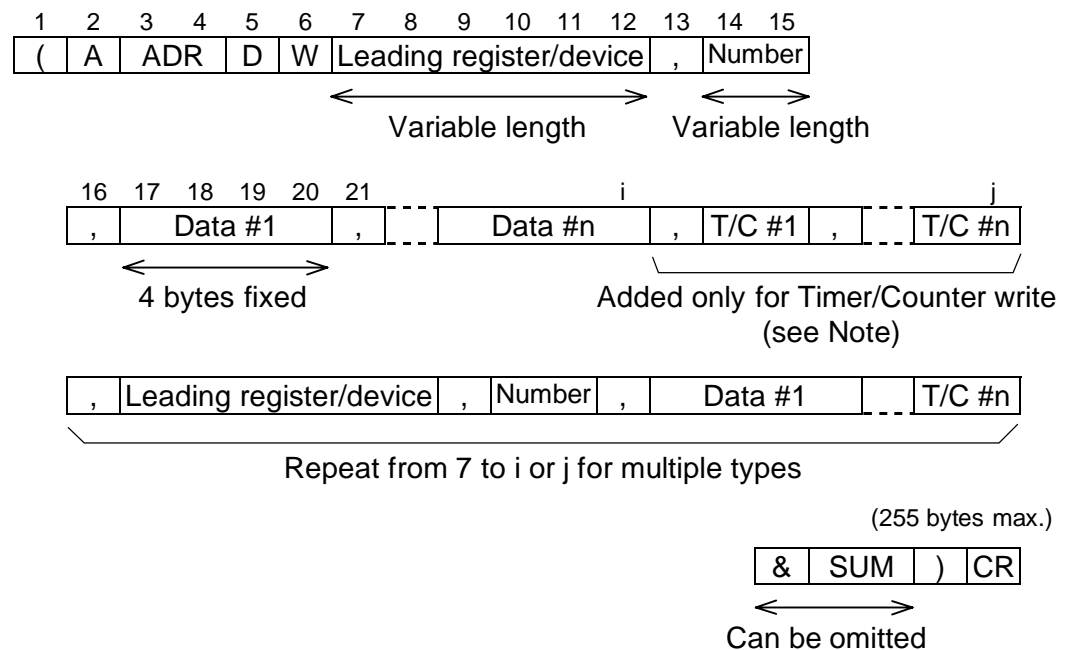 1 2 3 4 5 6 7 8 9 10 11 12 13 14 15
( A ADR D W Leading register/device , Number
Variable length Variable length
16 17 18 19 20 21 i j
, Data #1 , Data #n , T/C #1 , T/C #n
4 bytes fixed Added only for Timer/Counter write
(see Note)
, Leading register/device , Number , Data #1 T/C #n
Repeat from 7 to i or j for multiple types
(255 bytes max.)
& SUM ) CR
Can be omitted